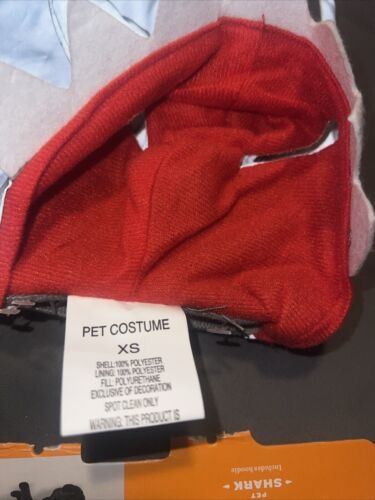 PET COSTUME
XS
SHELL:100% POLYESTER
LINING: 100% POLYESTER
FILL: POLYURETHANE
EXCLUSIVE OF DECORATION
SPOT CLEAN ONLY
WARNING: THIS PRODUCT IS
PET
SHARK
Includes hoodie